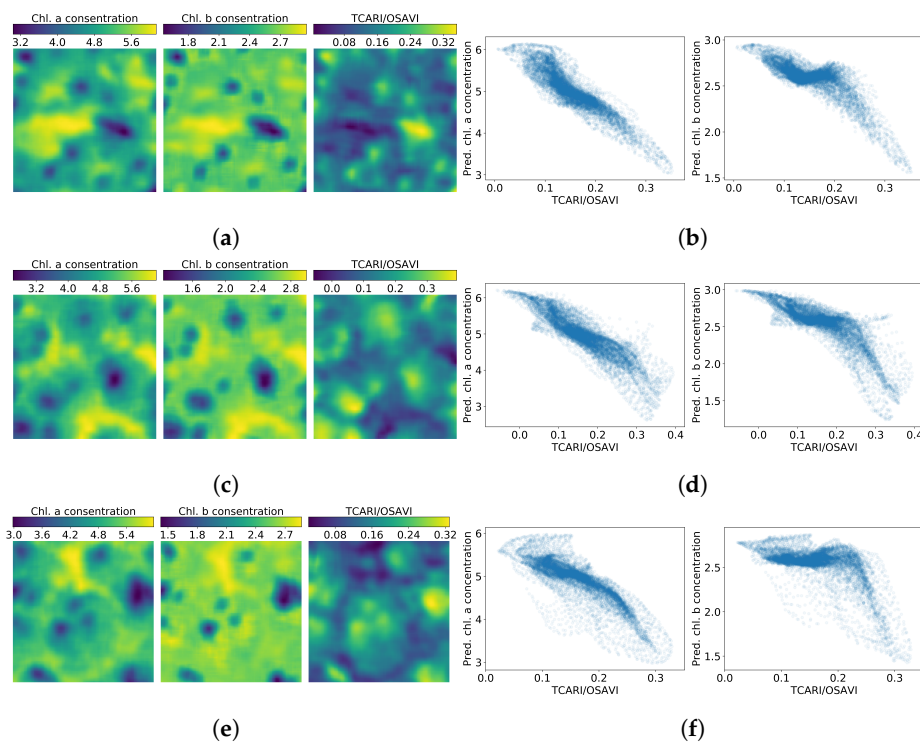 Chl. a consentration Chl. b consentration TCARI/OSAVI
3.2 4.0 4.8 5.6 1.8 2.1 2.4 2.7 0.08 0.16 0.24 0.32
Pred. chl. a concentration
6
5
4
3
0.0 0.1 0.2 0.3
TCARI/OSAVI
Pred. chl. b concentration
3.0
2.5
2.0
1.5
0.0 0.1 0.2 0.3
TCARI/OSAVI
(a) (b)
Chl. a concentration Chl. b concentration TCARI/OSAVI
3.2 4.0 4.8 5.6 1.6 2.0 2.4 2.8 0.0 0.1 0.2 0.3
Pred. chl. a concentration
6
5
4
3
0.0 0.1 0.2 0.3 0.4
TCARI/OSAVI
Pred. chl. b concentration
3.0
2.5
2.0
1.5
0.0 0.1 0.2 0.3 0.4
TCARI/OSAVI
(c) (d)
Chl. a concentration Chl. b concentration TCARI/OSAVI
3.0 3.6 4.2 4.8 5.4 1.5 1.8 2.1 2.4 2.7 0.08 0.16 0.24 0.32
Pred. chl. a concentration
6
5
4
3
0.0 0.1 0.2 0.3
TCARI/OSAVI
Pred. chl. b concentration
2.5
2.0
1.5
0.0 0.1 0.2 0.3
TCARI/OSAVI
(e) (f)